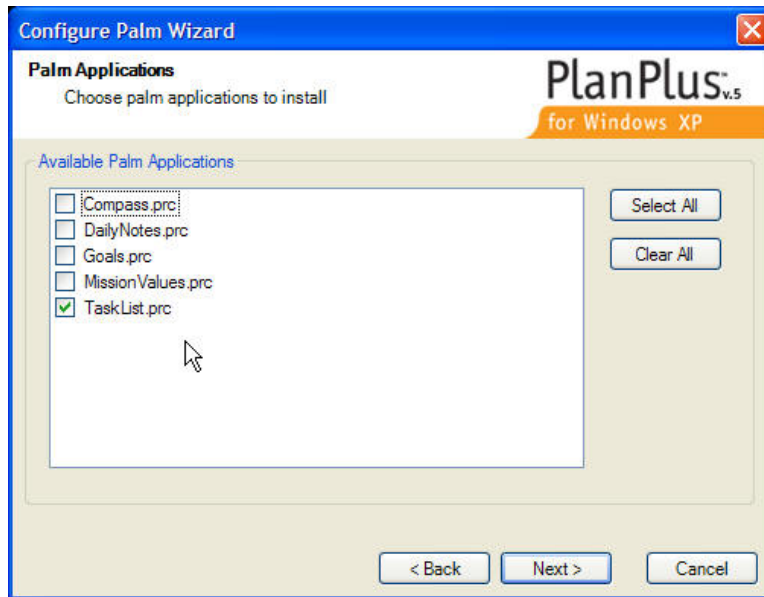 Configure Palm Wizard
Palm Applications
Choose palm applications to install
PlanPlus™ v.5
for Windows XP
Available Palm Applications
Compass.prc
DailyNotes.prc
Goals.prc
MissionValues.prc
TaskList.prc
Select All
Clear All
< Back
Next >
Cancel